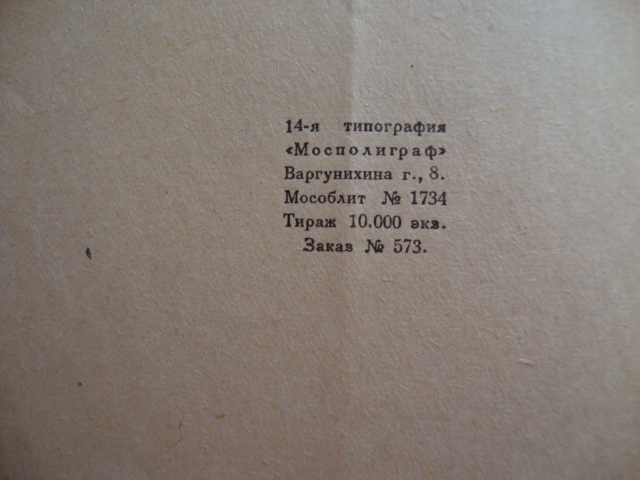 14-я типография
«Мосполиграф»
Варгунихина г., 8.
Мособлит № 1734
Тираж 10.000 экз.
Заказ № 573.